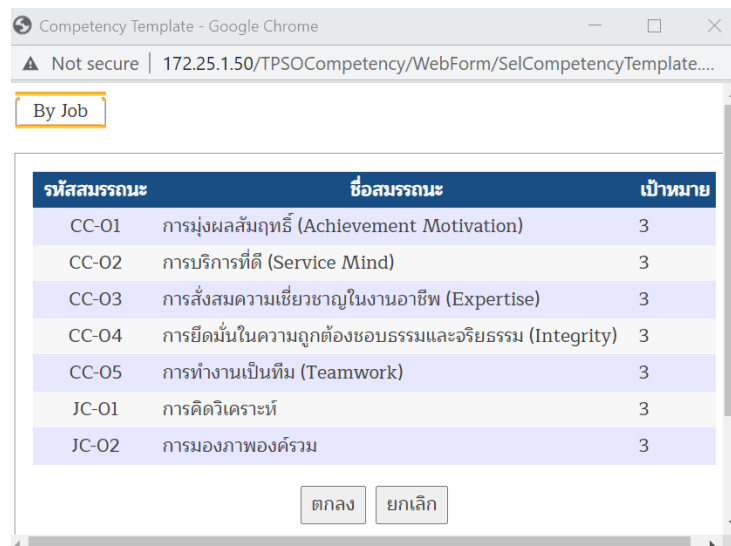 Competency Template - Google Chrome
Not secure | 172.25.1.50/TPSOCompetency/WebForm/SelCompetencyTemplate....
By Job
รหัสสมรรถนะ ชื่อสมรรถนะ เป้าหมาย
CC-01 การมุ่งผลสัมฤทธิ์ (Achievement Motivation) 3
CC-02 การบริการที่ดี (Service Mind) 3
CC-03 การสั่งสมความเชี่ยวชาญในงานอาชีพ (Expertise) 3
CC-04 การยึดมั่นในความถูกต้องชอบธรรมและจริยธรรม (Integrity) 3
CC-05 การทำงานเป็นทีม (Teamwork) 3
JC-01 การคิดวิเคราะห์ 3
JC-02 การมองภาพองค์รวม 3
ตกลง ยกเลิก